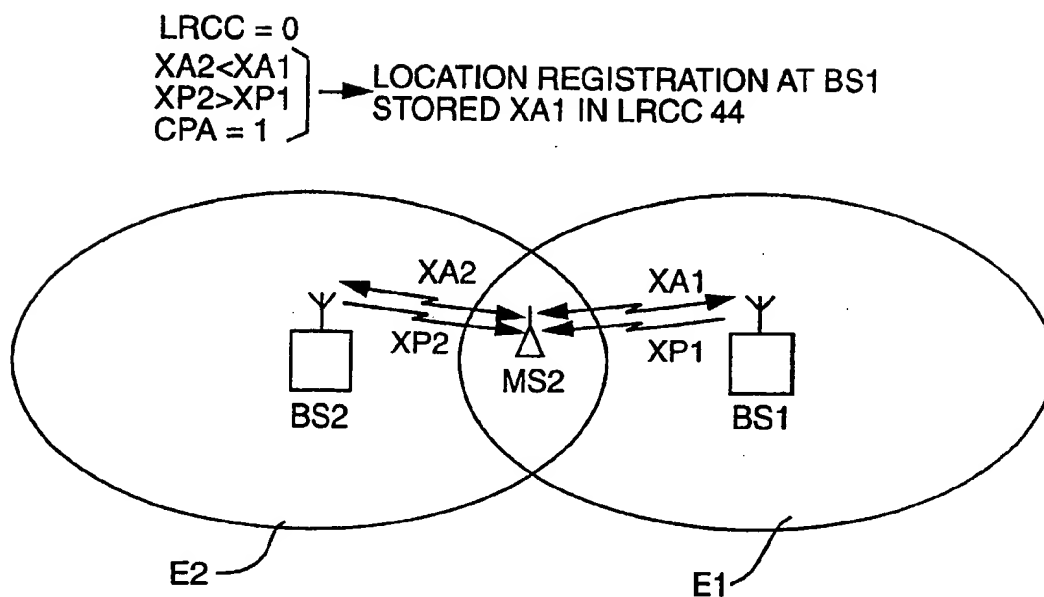 LRCC = 0
XA2<XA1
XP2>XP1
CPA = 1
LOCATION REGISTRATION AT BS1
STORED XA1 IN LRCC 44
XA2
XA1
XP2
XP1
MS2
BS2
BS1
E2
E1